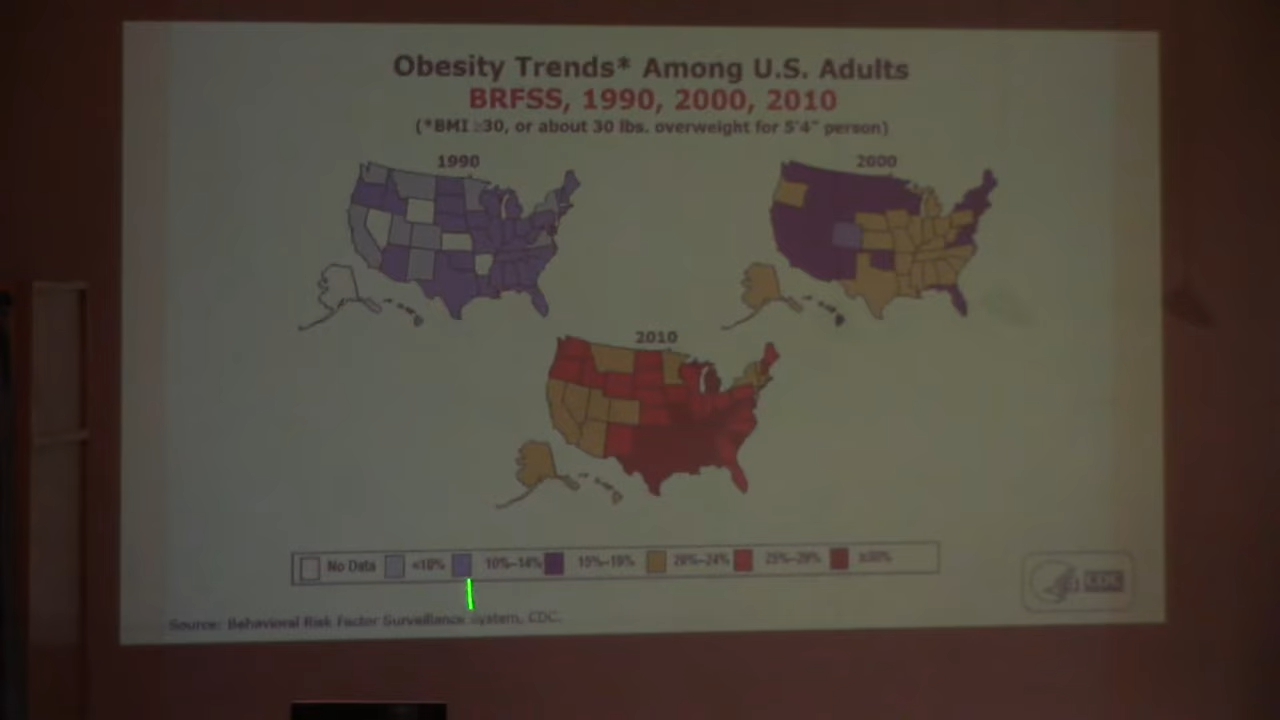 Obesity Trends* Among U.S. Adults
BRFSS, 1990, 2000, 2010
(*BMI ≥30, or about 30 lbs. overweight for 5'4" person)
1990
2000
2010
No Data <10% 10%–14% 15%–19% 20%–24% 25%–29% ≥30%
Source: Behavioral Risk Factor Surveillance System, CDC.
CDC